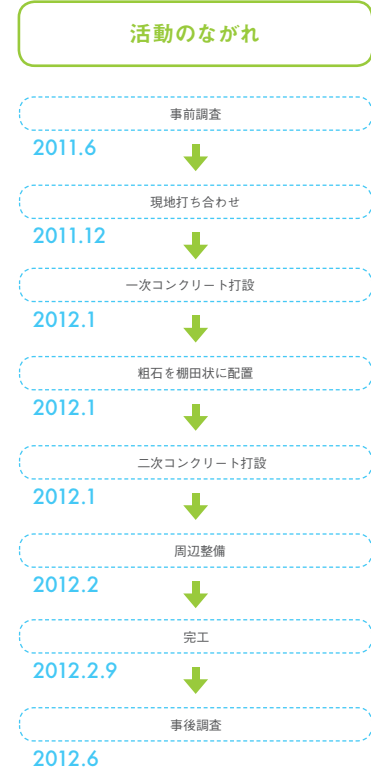 活動のながれ
事前調査
2011.6
現地打ち合わせ
2011.12
一次コンクリート打設
2012.1
粗石を棚田状に配置
2012.1
二次コンクリート打設
2012.1
周辺整備
2012.2
完工
2012.2.9
事後調査
2012.6